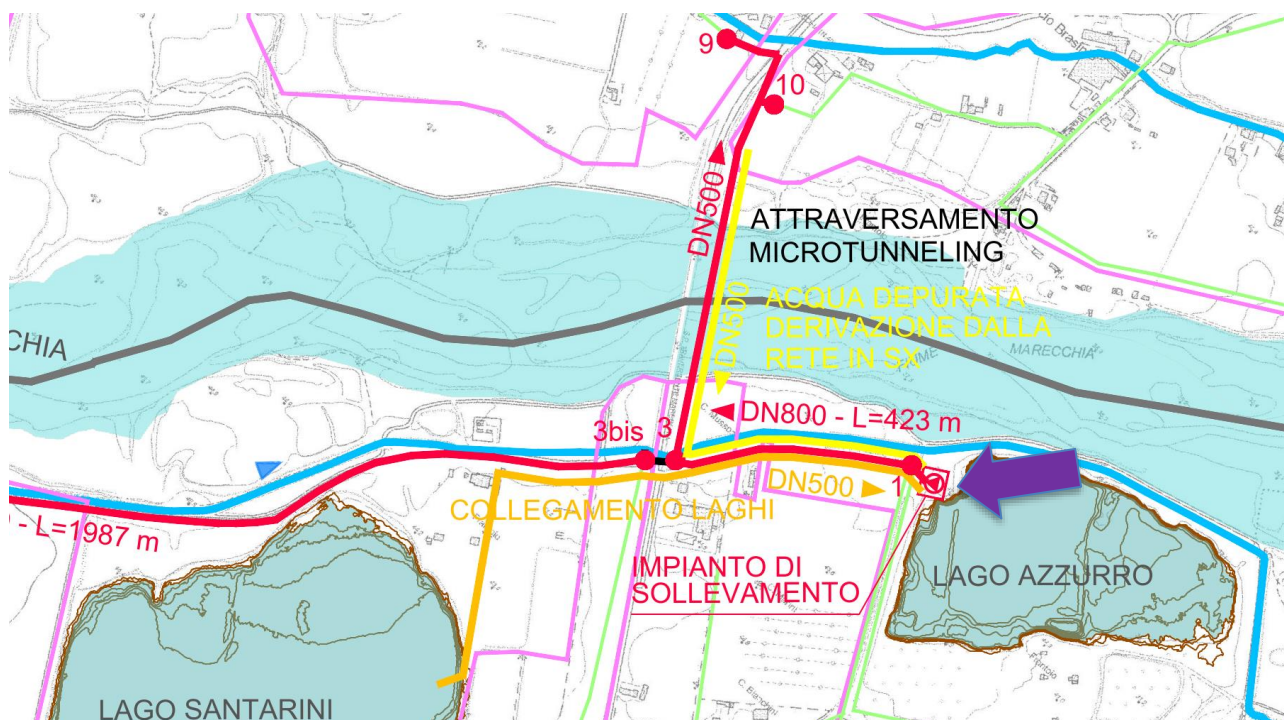 9
10
DN500
ATTRAVERSAMENTO
MICROTUNNELING
DN500
ACQUA DEPURATA
DERIVAZIONE DALLA
RETE IN SX
CHIA
MARECCHIA
3bis
3
DN800 - L=423 m
1
DN500
COLLEGAMENTO LAGHI
- L=1987 m
IMPIANTO DI
SOLLEVAMENTO
LAGO AZZURRO
LAGO SANTARINI